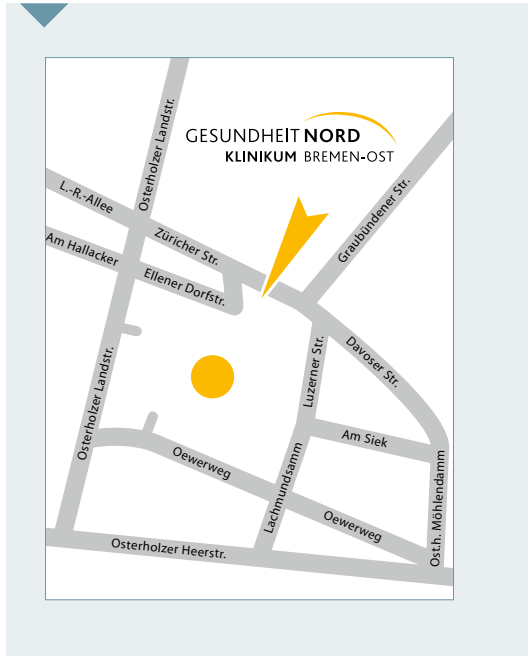 Osterholzer Landstr.
GESUNDHEIT NORD
KLINIKUM BREMEN-OST
L.-R.-Allee
Züricher Str.
Graubündener Str.
Am Hallacker
Ellener Dorfstr.
Osterholzer Landstr.
Luzerner Str.
Davoser Str.
Am Siek
Oewerweg
Lachmundsamm
Oewerweg
Ost.h. Möhlendamm
Osterholzer Heerstr.